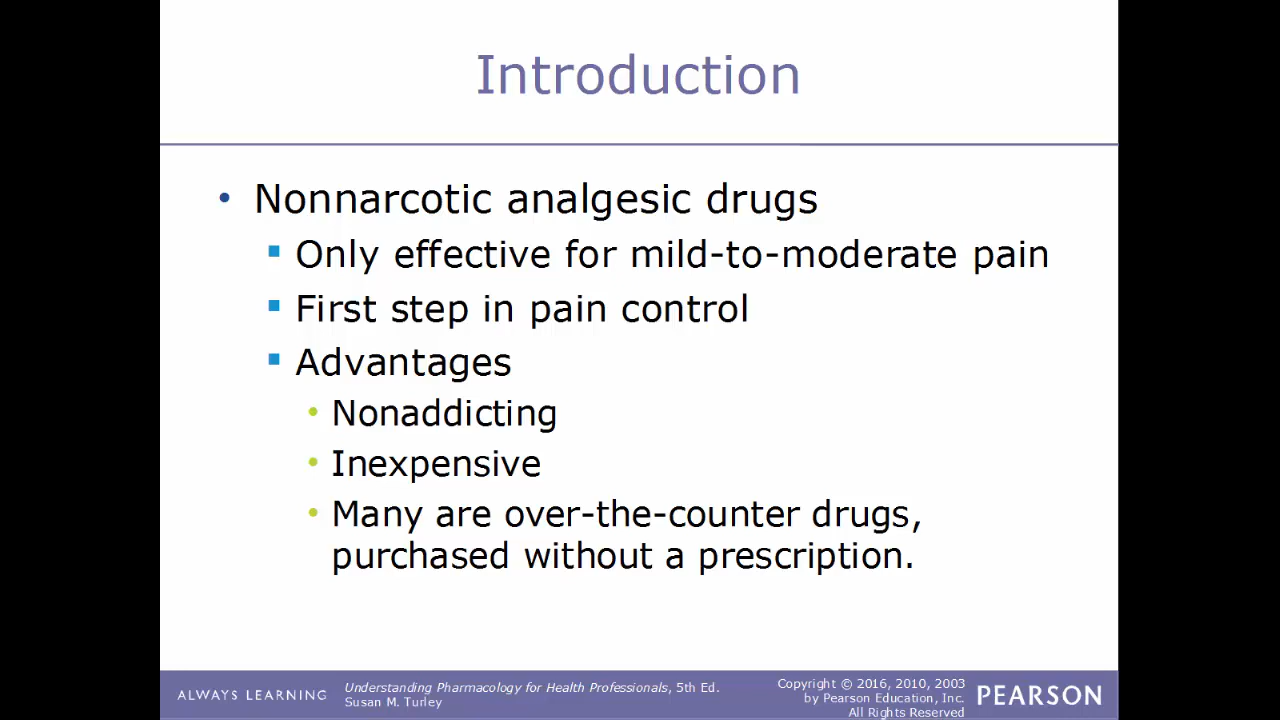 Introduction
• Nonnarcotic analgesic drugs
▪ Only effective for mild-to-moderate pain
▪ First step in pain control
▪ Advantages
• Nonaddicting
• Inexpensive
• Many are over-the-counter drugs,
purchased without a prescription.
ALWAYS LEARNING
Understanding Pharmacology for Health Professionals, 5th Ed.
Susan M. Turley
Copyright © 2016, 2010, 2003
by Pearson Education, Inc.
All Rights Reserved
PEARSON